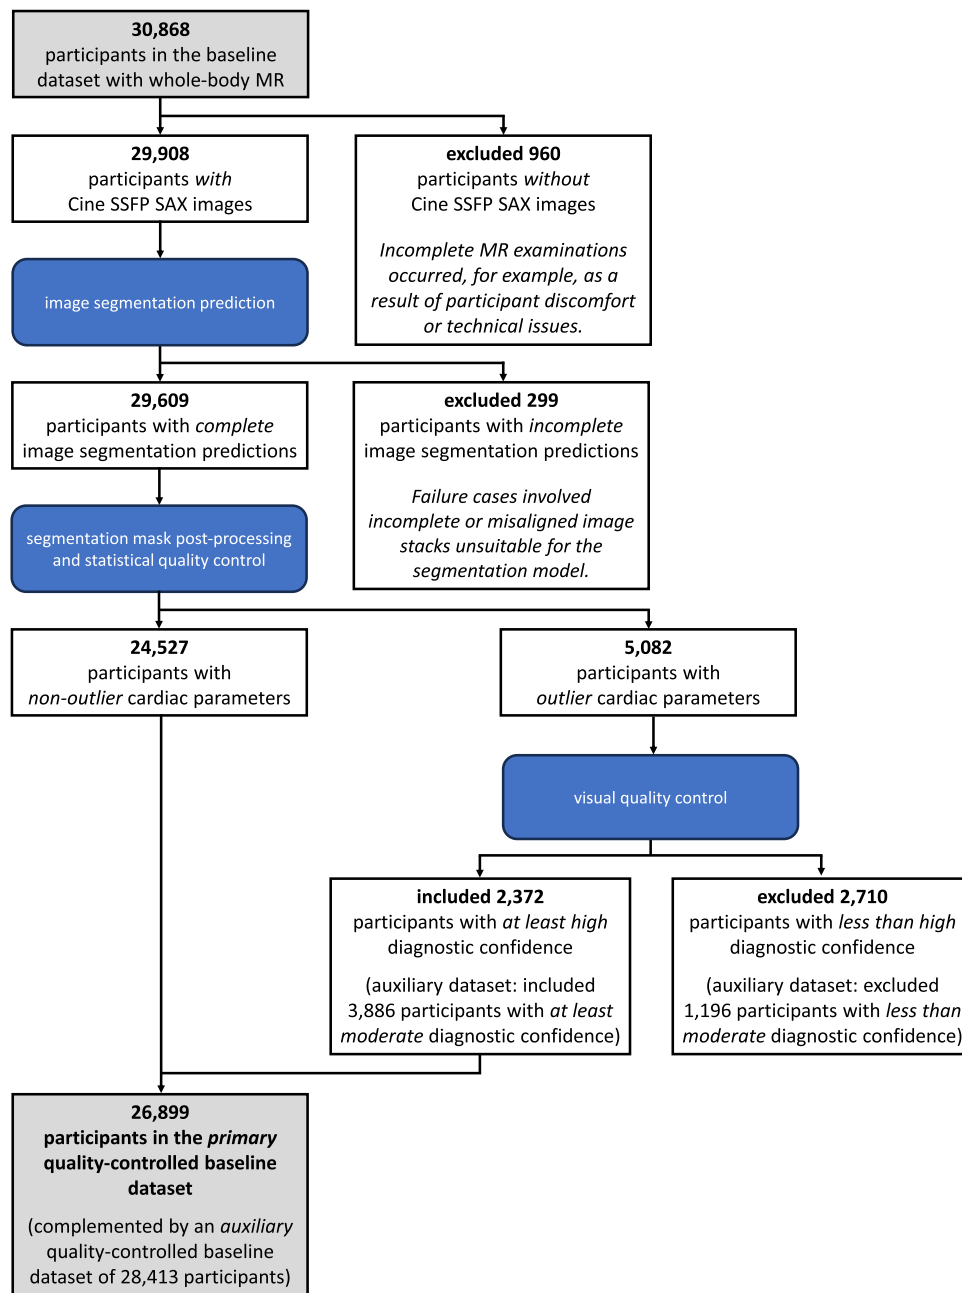 30,868
participants in the baseline
dataset with whole-body MR
29,908
participants with
Cine SSFP SAX images
excluded 960
participants without
Cine SSFP SAX images
Incomplete MR examinations
occurred, for example, as a
result of participant discomfort
or technical issues.
image segmentation prediction
29,609
participants with complete
image segmentation predictions
excluded 299
participants with incomplete
image segmentation predictions
Failure cases involved
incomplete or misaligned image
stacks unsuitable for the
segmentation model.
segmentation mask post-processing
and statistical quality control
24,527
participants with
non-outlier cardiac parameters
5,082
participants with
outlier cardiac parameters
visual quality control
included 2,372
participants with at least high
diagnostic confidence
(auxiliary dataset: included
3,886 participants with at least
moderate diagnostic confidence)
excluded 2,710
participants with less than high
diagnostic confidence
(auxiliary dataset: excluded
1,196 participants with less than
moderate diagnostic confidence)
26,899
participants in the primary
quality-controlled baseline
dataset
(complemented by an auxiliary
quality-controlled baseline
dataset of 28,413 participants)